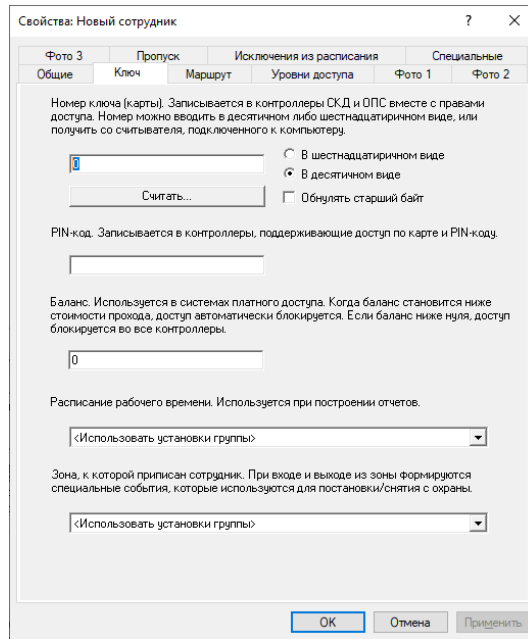 Свойства: Новый сотрудник
Фото 3 Пропуск Исключения из расписания Специальные
Общие Ключ Маршрут Уровни доступа Фото 1 Фото 2
Номер ключа (карты). Записывается в контроллеры СКД и ОПС вместе с правами
доступа. Номер можно вводить в десятичном либо шестнадцатиричном виде, или
получить со считывателя, подключенного к компьютеру.
0
В шестнадцатиричном виде
В десятичном виде
Считать...
Обнулять старший байт
PIN-код. Записывается в контроллеры, поддерживающие доступ по карте и PIN-коду.
Баланс. Используется в системах платного доступа. Когда баланс становится ниже
стоимости прохода, доступ автоматически блокируется. Если баланс ниже нуля, доступ
блокируется во все контроллеры.
0
Расписание рабочего времени. Используется при построении отчетов.
<Использовать установки группы>
Зона, к которой приписан сотрудник. При входе и выходе из зоны формируются
специальные события, которые используются для постановки/снятия с охраны.
<Использовать установки группы>
OK Отмена Применить